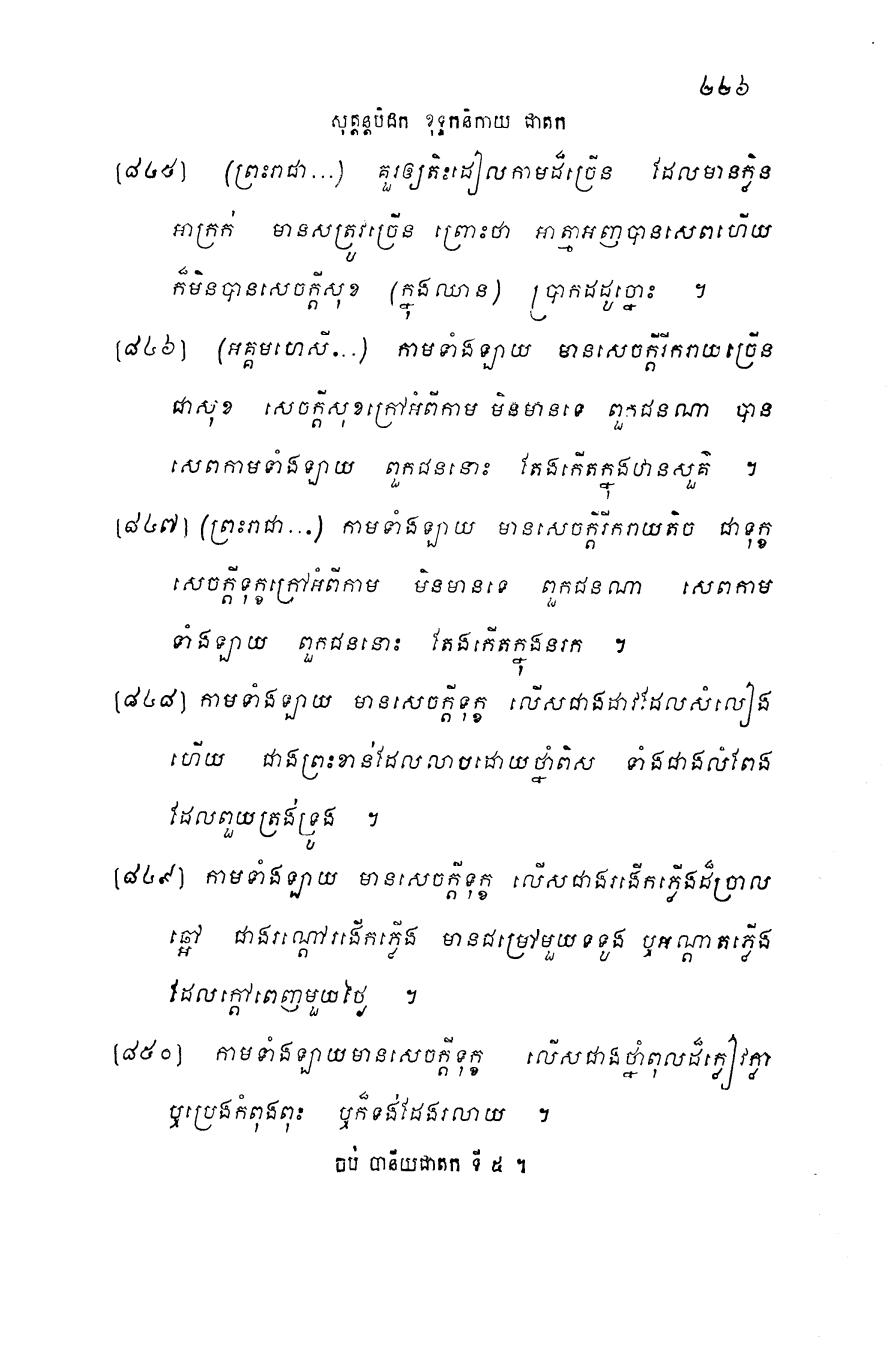 ២២៦
សុត្តន្តបិដក ខុទ្ទកនិកាយ ជាតក
[៨៤៥] (ព្រះរាជា...) គួរឲ្យតិះដៀលកាមដ៏ច្រើន ដែលមានក្លិន
អាក្រក់ មានសត្រូវច្រើន ព្រោះថា អាត្មាអញបានសេពហើយ
ក៏មិនបានសេចក្តីសុខ (ក្នុងឈាន) ប្រាកដដូច្នោះ ។
[៨៤៦] (អគ្គមហេសី...) កាមទាំងឡាយ មានសេចក្តីរីករាយច្រើន
ជាសុខ សេចក្តីសុខក្រៅអំពីកាម មិនមានទេ ពួកជនណា បាន
សេពកាមទាំងឡាយ ពួកជននោះ តែងកើតក្នុងឋានសួគ៌ ។
[៨៤៧] (ព្រះរាជា...) កាមទាំងឡាយ មានសេចក្តីរីករាយតិច ជាទុក្ខ
សេចក្តីទុក្ខក្រៅអំពីកាម មិនមានទេ ពួកជនណា សេពកាម
ទាំងឡាយ ពួកជននោះ តែងកើតក្នុងនរក ។
[៨៤៨] កាមទាំងឡាយ មានសេចក្តីទុក្ខ លើសជាងដាវដែលសំលៀង
ហើយ ជាងព្រះខាន់ដែលលាបដោយថ្នាំពិស ទាំងជាងលំពែង
ដែលពួយត្រង់ទ្រូង ។
[៨៤៩] កាមទាំងឡាយ មានសេចក្តីទុក្ខ លើសជាងរងើកភ្លើងដ៏ច្រាល
ឆ្អៅ ជាងរណ្តៅរងើកភ្លើង មានជម្រៅមួយទទូង ឬអណ្តាតភ្លើង
ដែលក្តៅពេញមួយថ្ងៃ ។
[៨៥០] កាមទាំងឡាយមានសេចក្តីទុក្ខ លើសជាងថ្នាំពុលដ៏ក្លៀវក្លា
ឬប្រេងកំពុងពុះ ឬក៏ទង់ដែងរលាយ ។
ចប់ បានីយជាតក ទី ៥ ។